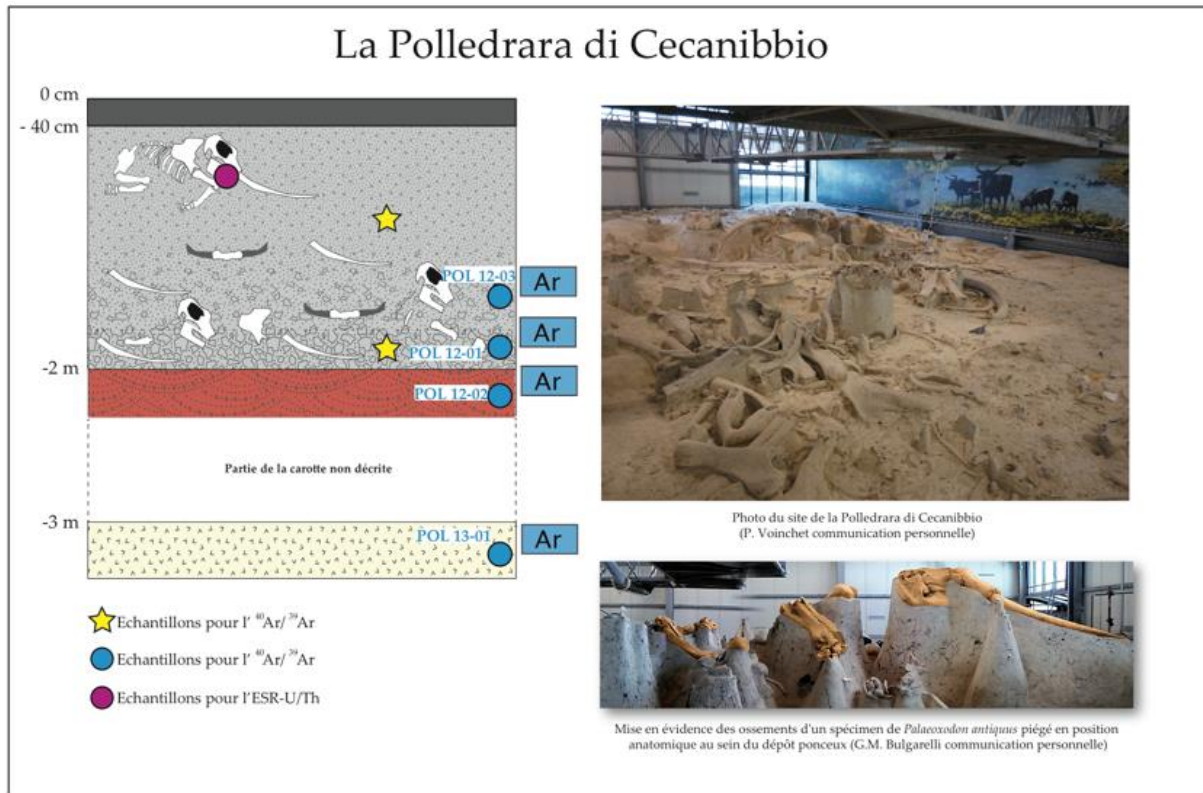 La Polledrara di Cecanibbio
0 cm
- 40 cm
POL 12-03
Ar
Ar
POL 12-01
-2 m
Ar
POL 12-02
Partie de la carotte non décrite
-3 m
POL 13-01
Ar
Echantillons pour l' ⁴⁰Ar/ ³⁹Ar
Echantillons pour l' ⁴⁰Ar/ ³⁹Ar
Echantillons pour l'ESR-U/Th
Photo du site de la Polledrara di Cecanibbio
(P. Voinchet communication personnelle)
Mise en évidence des ossements d'un spécimen de Palaeoxodon antiquus piégé en position
anatomique au sein du dépôt ponceux (G.M. Bulgarelli communication personnelle)